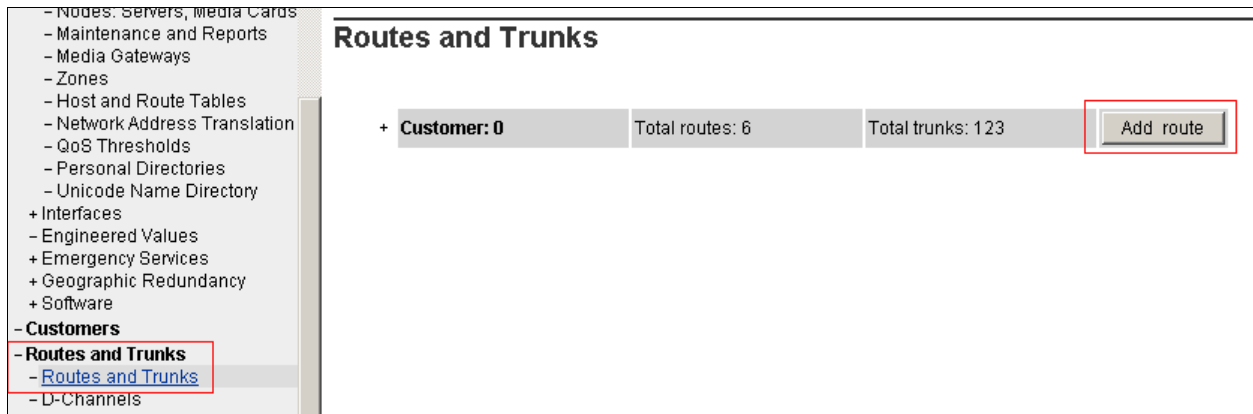 – Nodes: Servers, Media Cards
– Maintenance and Reports
– Media Gateways
– Zones
– Host and Route Tables
– Network Address Translation
– QoS Thresholds
– Personal Directories
– Unicode Name Directory
+ Interfaces
– Engineered Values
+ Emergency Services
+ Geographic Redundancy
+ Software
– Customers
– Routes and Trunks
– Routes and Trunks
– D-Channels
Routes and Trunks
+ Customer: 0 Total routes: 6 Total trunks: 123 Add route